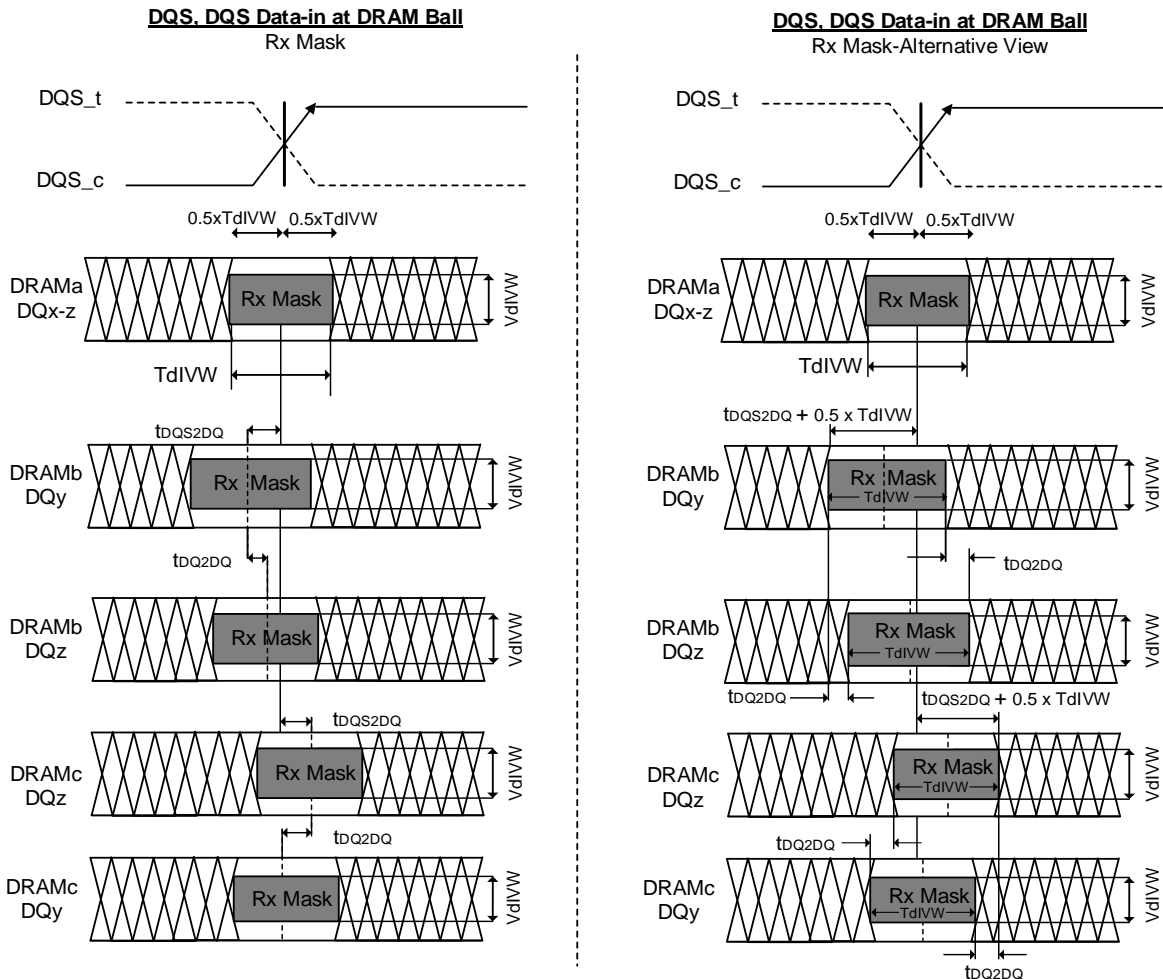 DQS, DQS Data-in at DRAM Ball
Rx Mask
DQS_t
DQS_c
0.5xTdIVW 0.5xTdIVW
DRAMa
DQx-z
Rx Mask
VdIVW
TdIVW
tDQS2DQ
DRAMb
DQy
Rx Mask
VdIVW
tDQ2DQ
DRAMb
DQz
Rx Mask
VdIVW
tDQS2DQ
DRAMc
DQz
Rx Mask
VdIVW
tDQ2DQ
DRAMc
DQy
Rx Mask
VdIVW
DQS, DQS Data-in at DRAM Ball
Rx Mask-Alternative View
DQS_t
DQS_c
0.5xTdIVW 0.5xTdIVW
DRAMa
DQx-z
Rx Mask
VdIVW
TdIVW
tDQS2DQ + 0.5 x TdIVW
DRAMb
DQy
Rx Mask
TdIVW
VdIVW
tDQ2DQ
DRAMb
DQz
Rx Mask
TdIVW
VdIVW
tDQ2DQ
tDQS2DQ + 0.5 x TdIVW
DRAMc
DQz
Rx Mask
TdIVW
VdIVW
tDQ2DQ
DRAMc
DQy
Rx Mask
TdIVW
VdIVW
tDQ2DQ